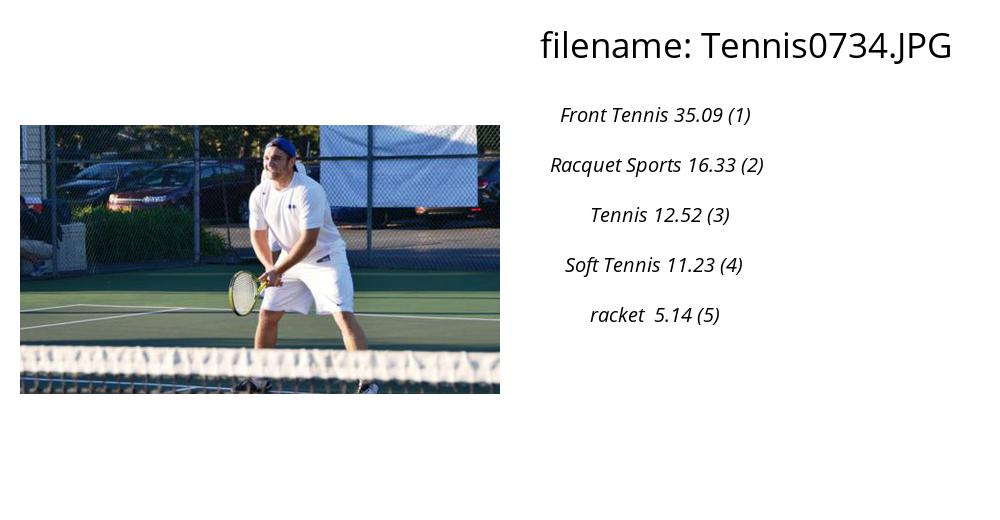 filename: Tennis0734.JPG
Front Tennis 35.09 (1)
Racquet Sports 16.33 (2)
Tennis 12.52 (3)
Soft Tennis 11.23 (4)
racket 5.14 (5)